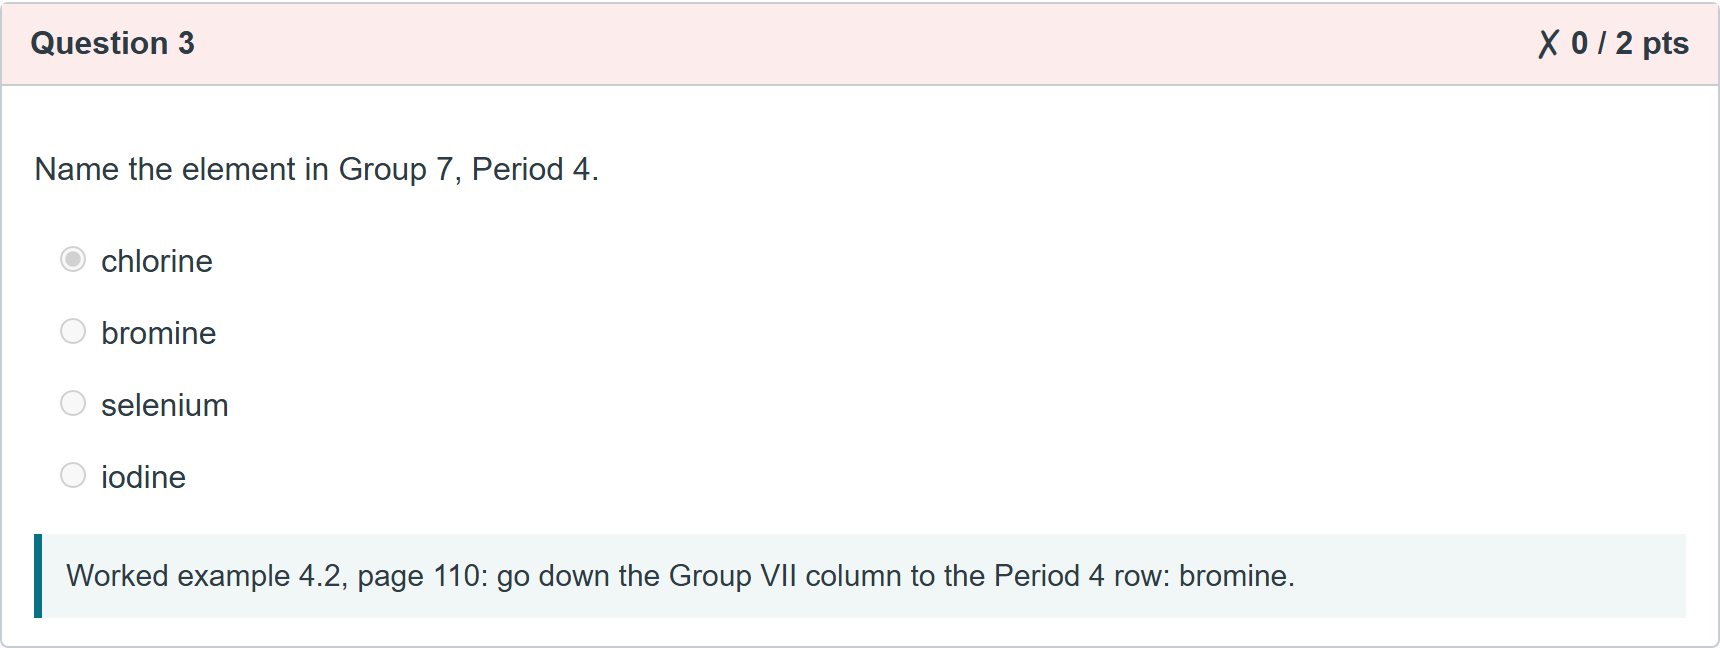 Question 3
✗ 0 / 2 pts
Name the element in Group 7, Period 4.
chlorine
bromine
selenium
iodine
Worked example 4.2, page 110: go down the Group VII column to the Period 4 row: bromine.